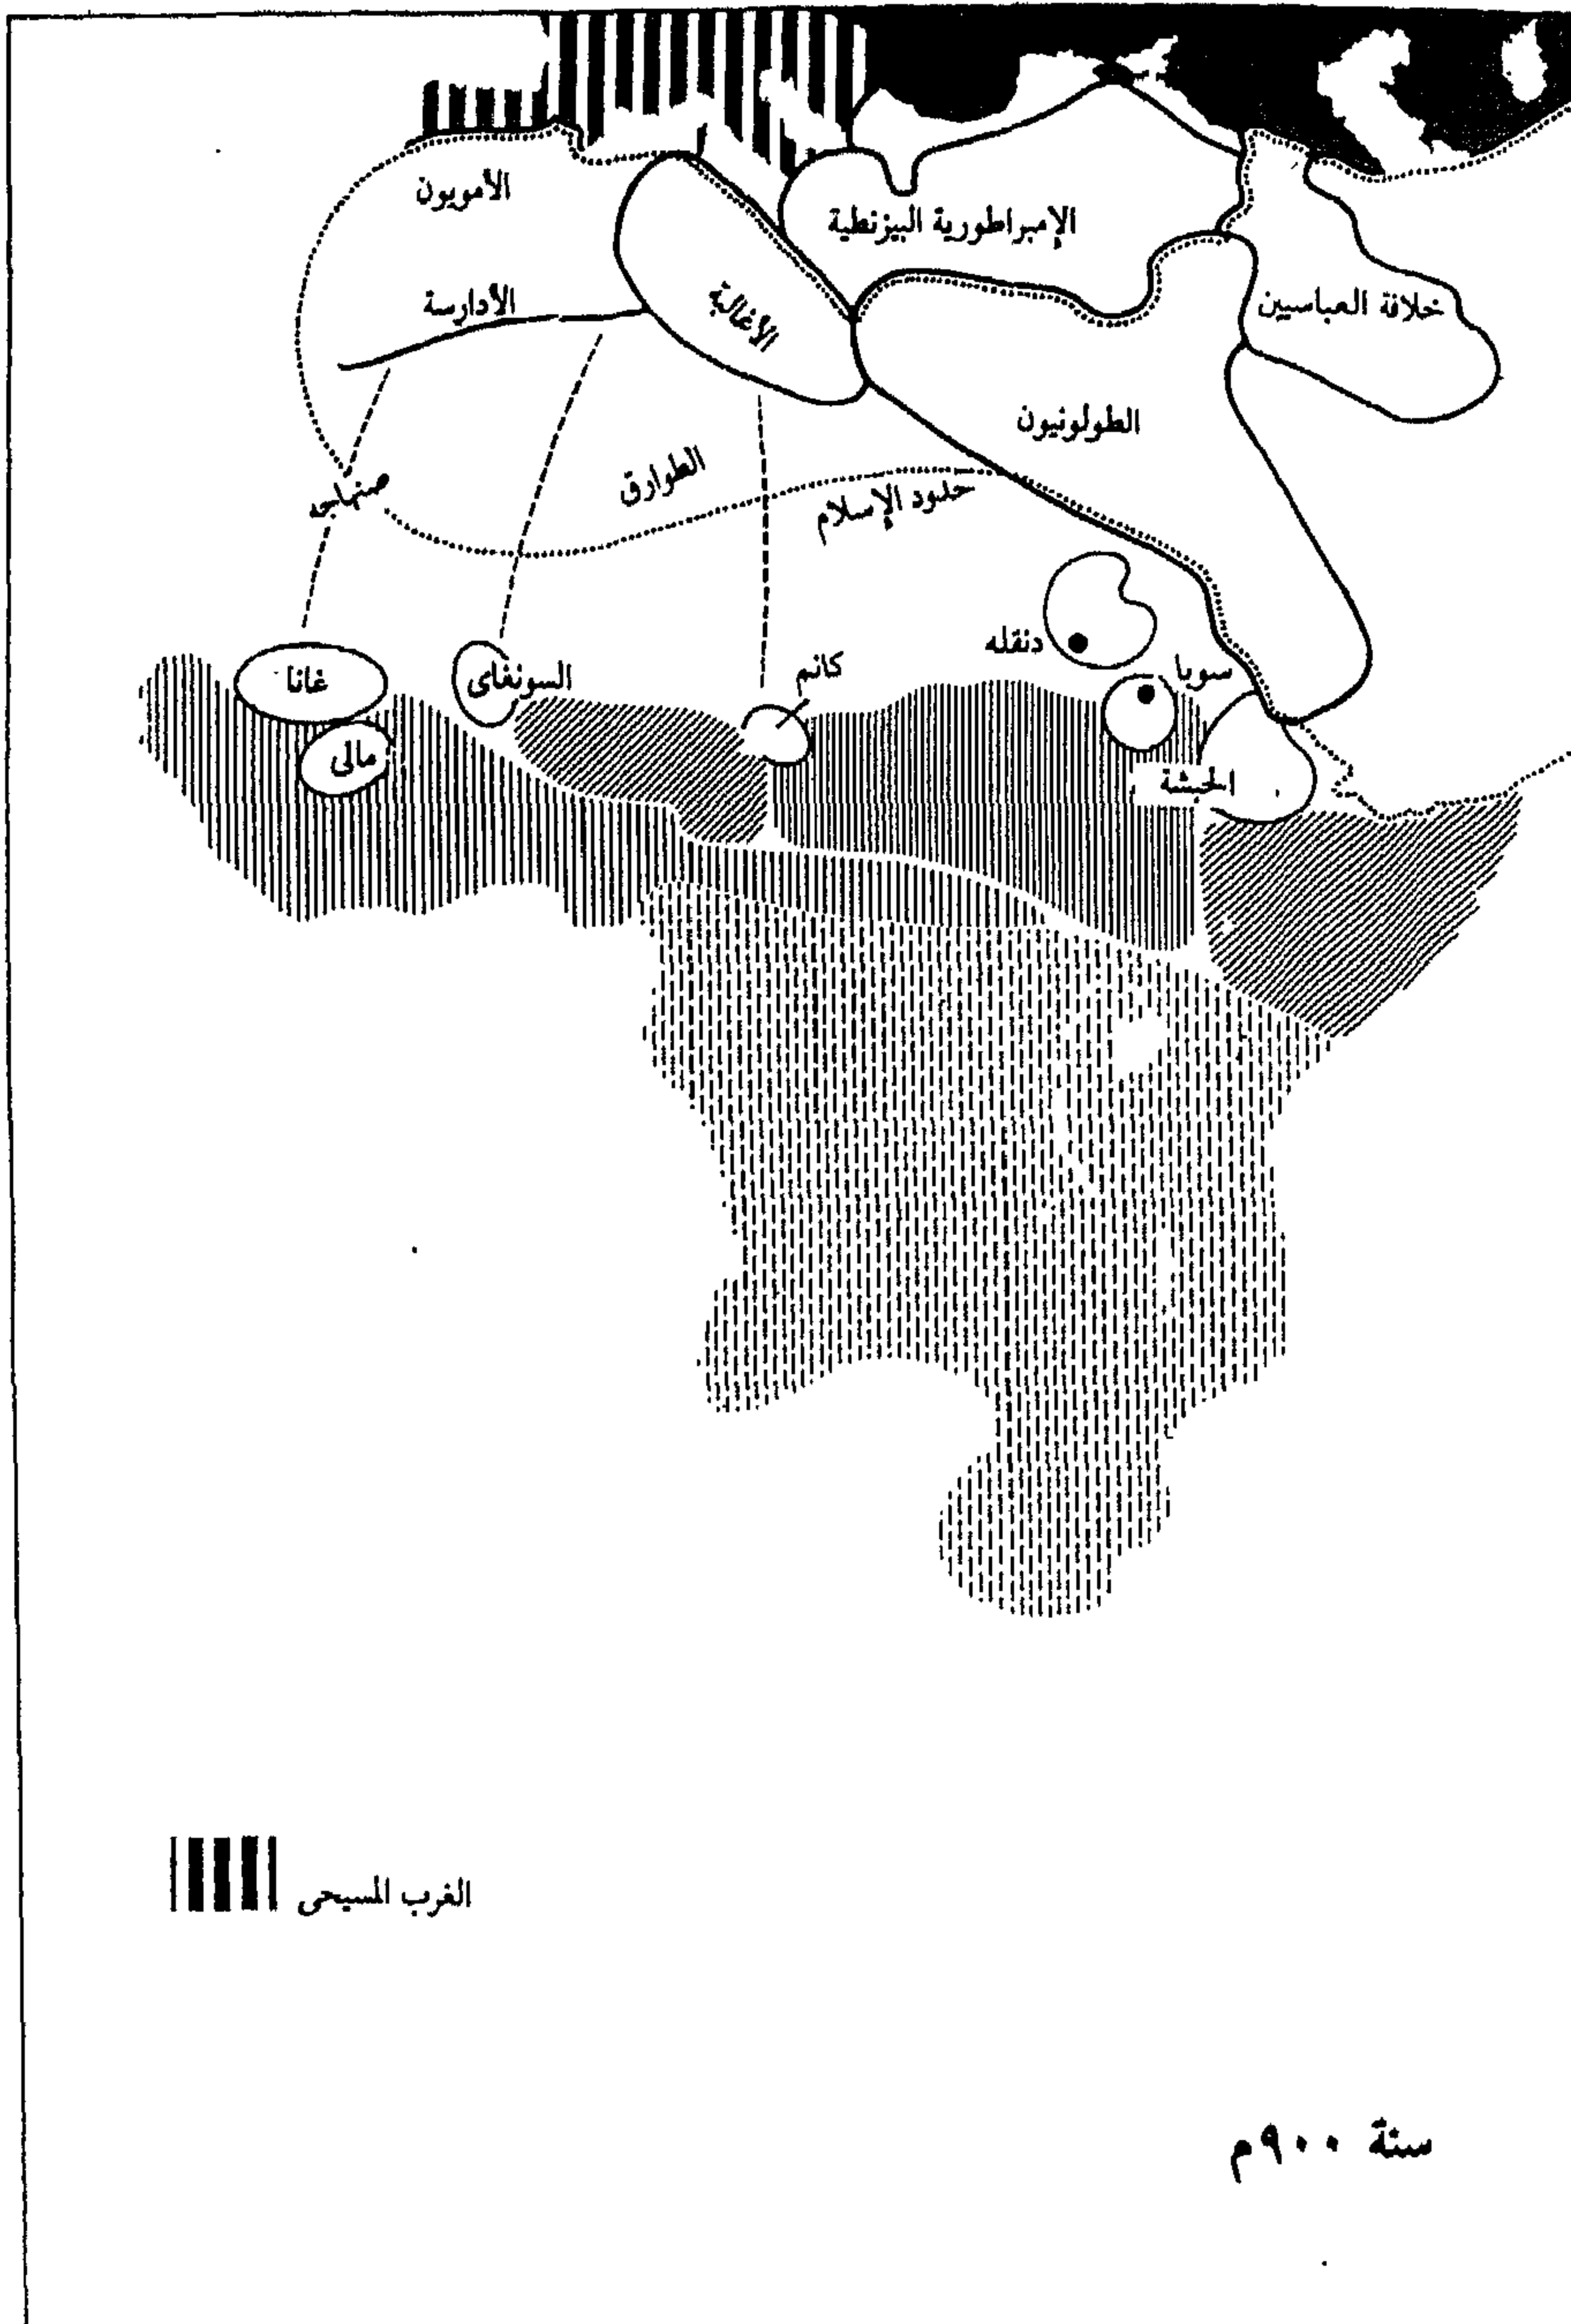 الأمويون
الإمبراطورية البيزنطية
الأدارسة
الأغالبة
خلافة العباسيين
الطولونيون
الطوارق
صنهاجه
حدود الإسلام
دنقله
سوبا
كانم
السونغاى
غانا
مالى
الحبشة
الغرب المسيحى
سنة ٩٠٠م